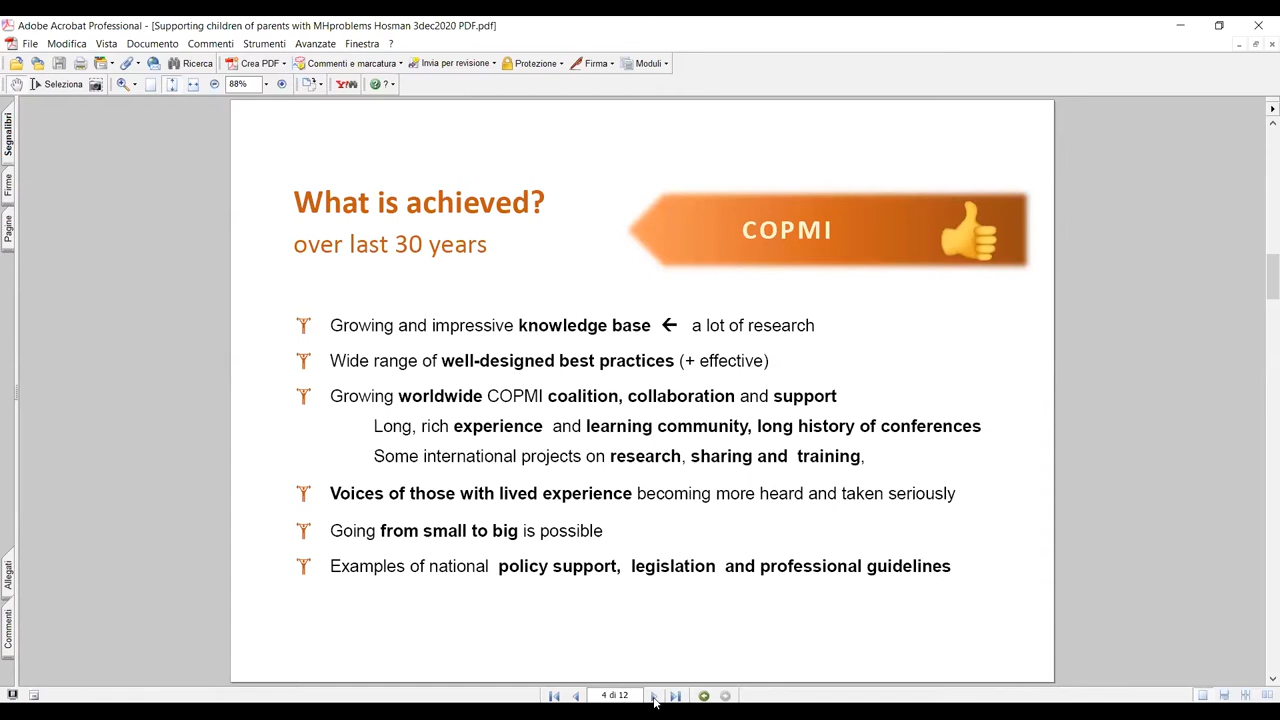 Adobe Acrobat Professional - [Supporting children of parents with MHproblems Hosman 3dec2020 PDF.pdf]
File Modifica Vista Documento Commenti Strumenti Avanzate Finestra ?
Ricerca Crea PDF Commenti e marcatura Invia per revisione Protezione Firma Moduli
Seleziona 88% Y! ?
Segnalibri
Firme
Pagine
Allegati
Commenti
What is achieved?
over last 30 years
COPMI
Growing and impressive knowledge base ← a lot of research
Wide range of well-designed best practices (+ effective)
Growing worldwide COPMI coalition, collaboration and support
Long, rich experience and learning community, long history of conferences
Some international projects on research, sharing and training,
Voices of those with lived experience becoming more heard and taken seriously
Going from small to big is possible
Examples of national policy support, legislation and professional guidelines
4 di 12